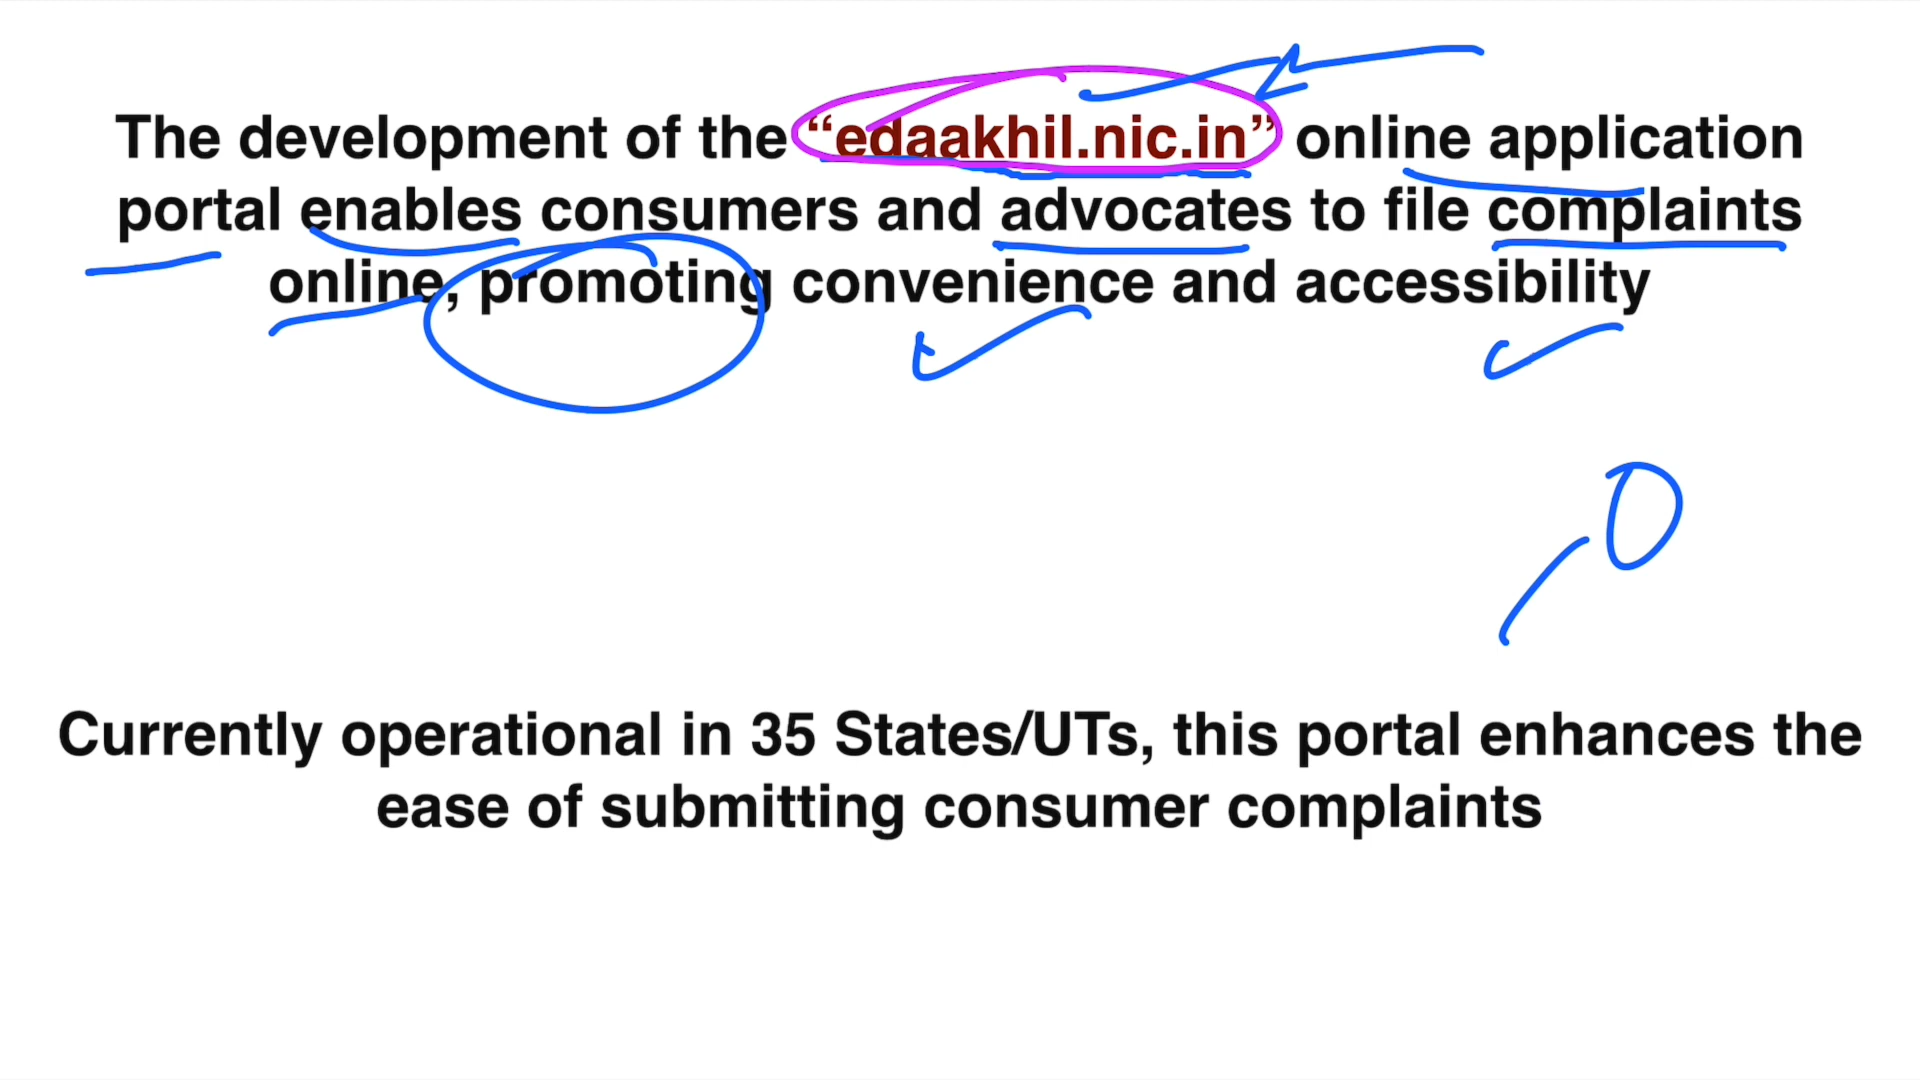 The development of the “edaakhil.nic.in” online application
portal enables consumers and advocates to file complaints
online, promoting convenience and accessibility
Currently operational in 35 States/UTs, this portal enhances the
ease of submitting consumer complaints